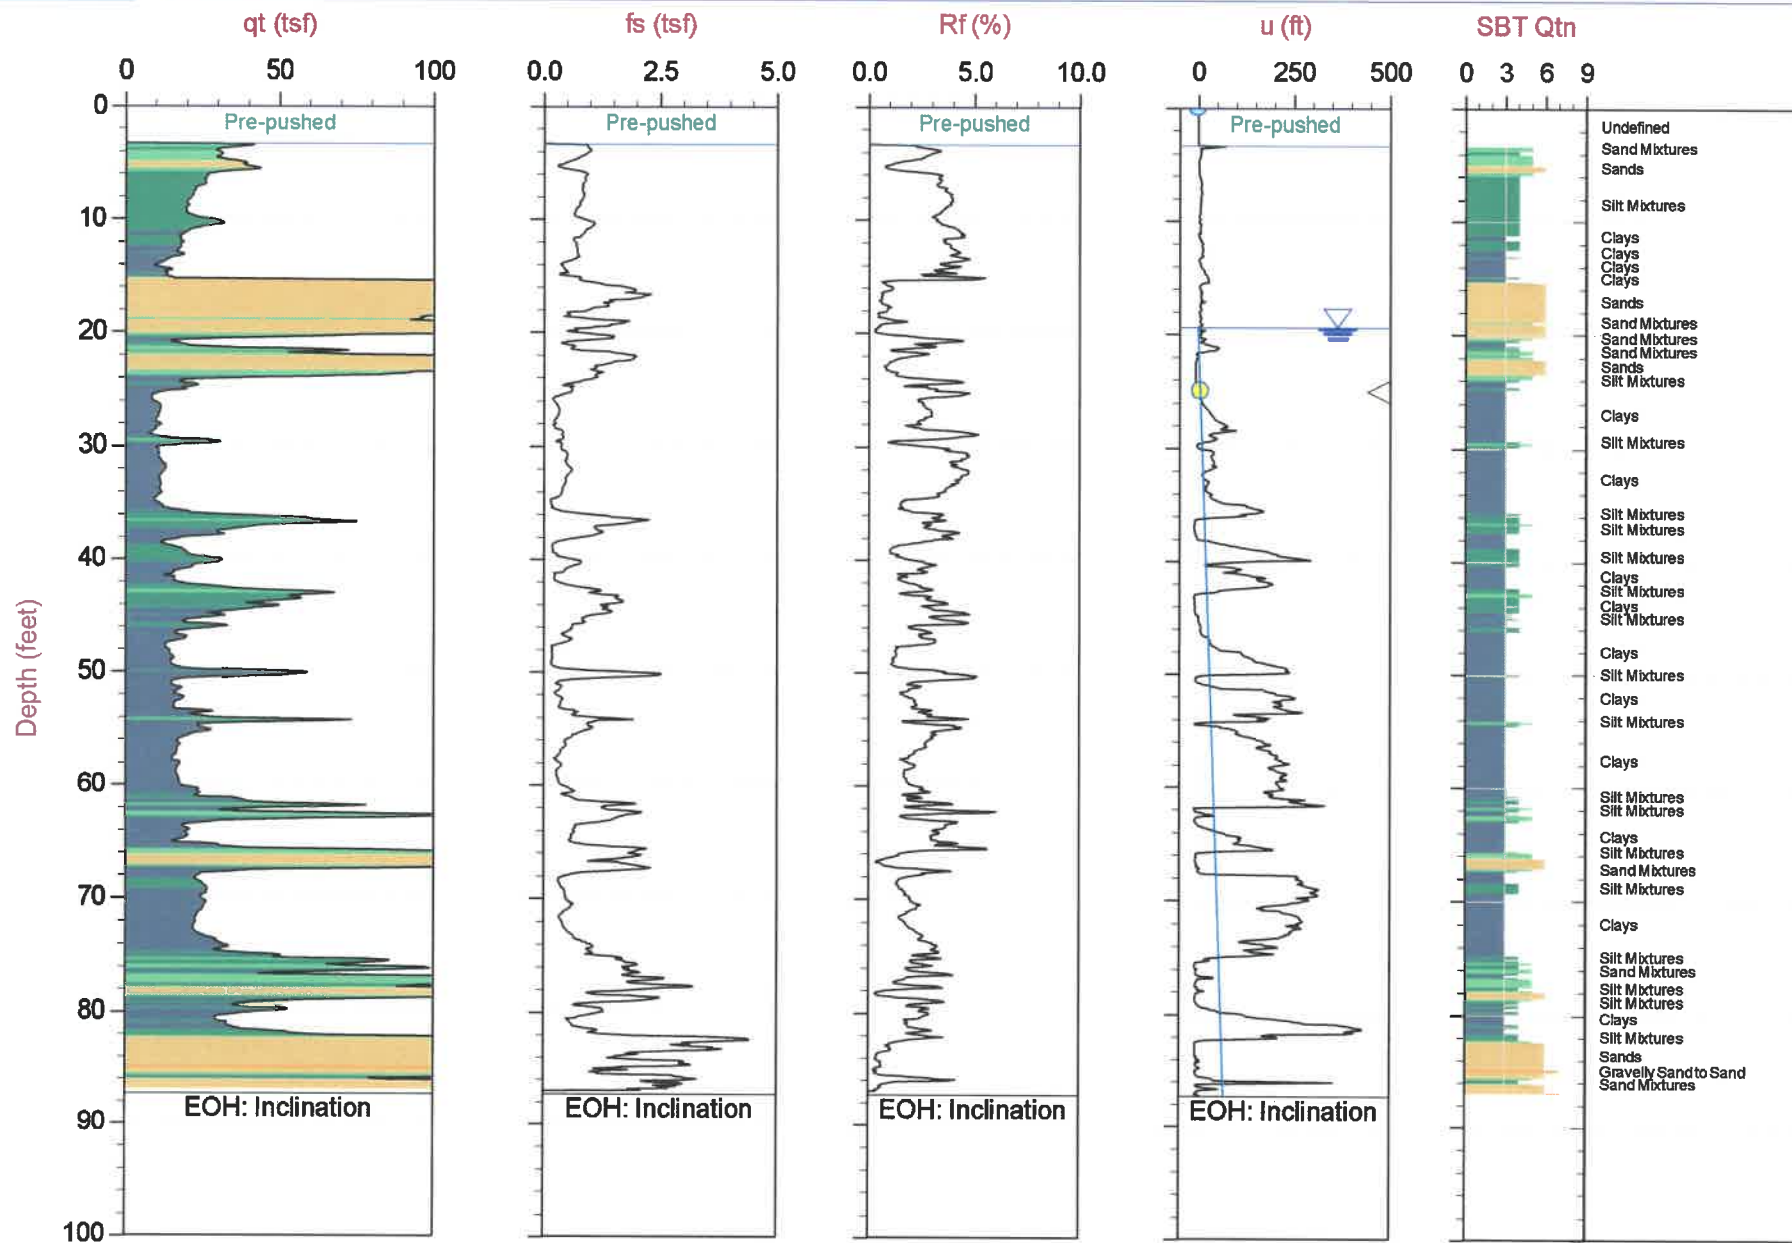 qt (tsf) fs (tsf) Rf (%) u (ft) SBT Qtn
0 50 100 0.0 2.5 5.0 0.0 5.0 10.0 0 250 500 0 3 6 9
0
Pre-pushed Pre-pushed Pre-pushed Pre-pushed
Undefined
Sand Mixtures
Sands
Silt Mixtures
10
Clays
Clays
Clays
Clays
Sands
Sand Mixtures
20
Sand Mixtures
Sand Mixtures
Sands
Silt Mixtures
Clays
30
Silt Mixtures
Clays
Silt Mixtures
Silt Mixtures
40
Silt Mixtures
Clays
Silt Mixtures
Clays
Silt Mixtures
Depth (feet)
Clays
50
Silt Mixtures
Clays
Silt Mixtures
Clays
60
Silt Mixtures
Silt Mixtures
Clays
Silt Mixtures
Sand Mixtures
70
Silt Mixtures
Clays
Silt Mixtures
Sand Mixtures
Silt Mixtures
Silt Mixtures
80
Clays
Silt Mixtures
Sands
Gravelly Sand to Sand
Sand Mixtures
EOH: Inclination EOH: Inclination EOH: Inclination EOH: Inclination
90
100